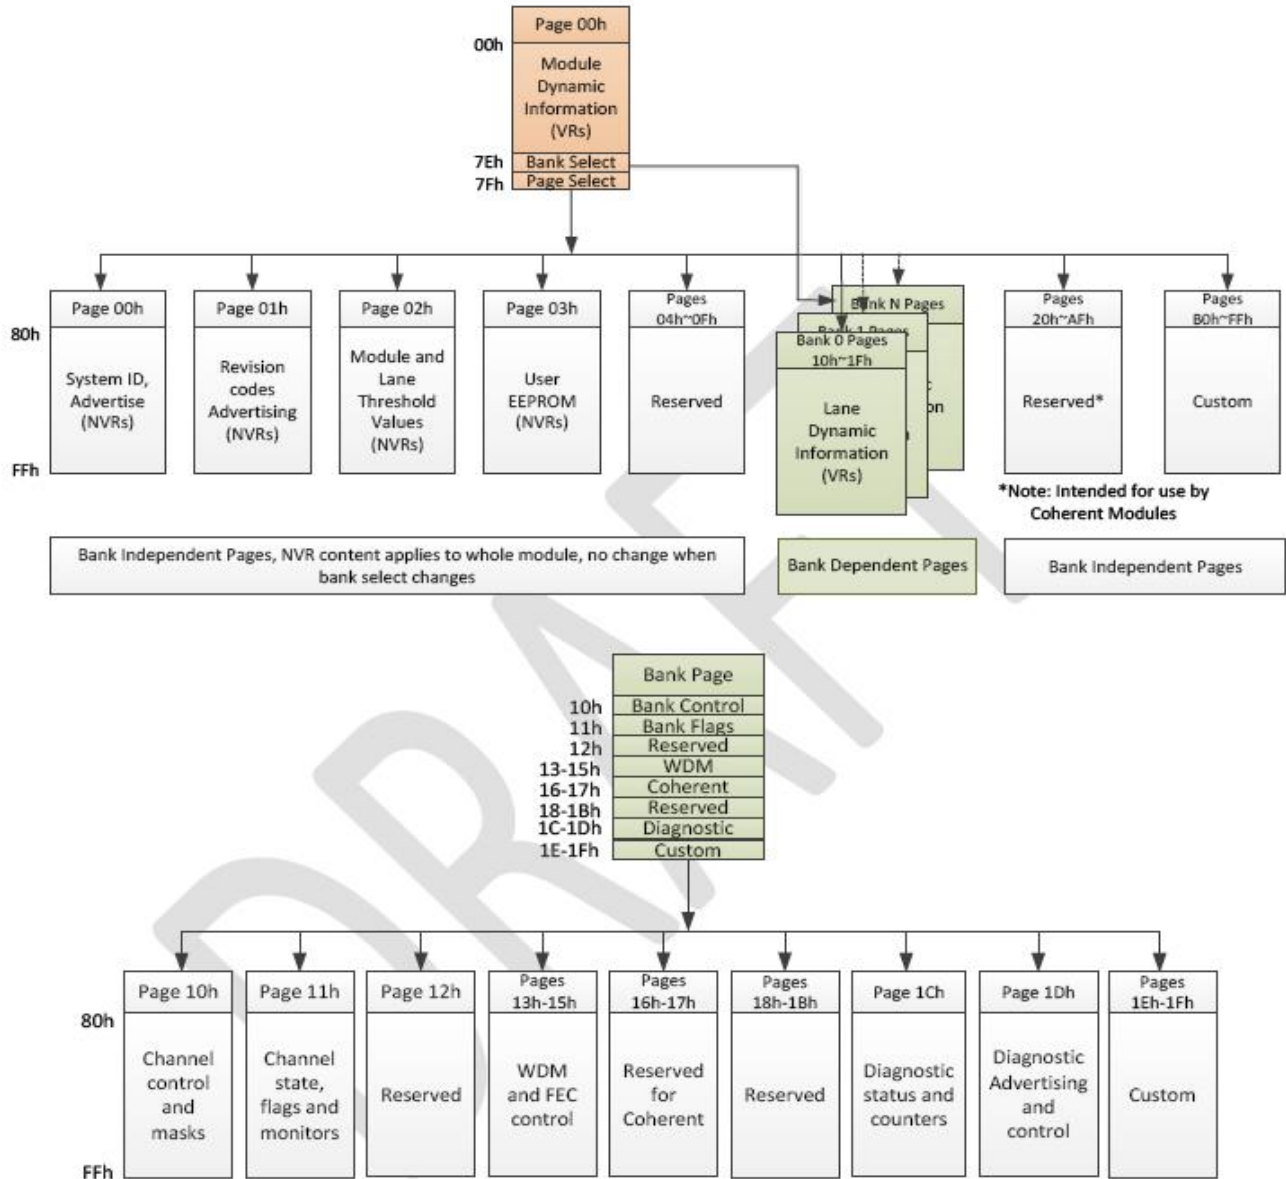 Page 00h
00h
Module
Dynamic
Information
(VRs)
7Eh
Bank Select
7Fh
Page Select
Page 00h
Page 01h
Page 02h
Page 03h
Pages
04h~0Fh
Bank N Pages
Bank 1 Pages
Bank 0 Pages
10h~1Fh
Pages
20h~AFh
Pages
B0h~FFh
80h
System ID,
Advertise
(NVRs)
Revision
codes
Advertising
(NVRs)
Module and
Lane
Threshold
Values
(NVRs)
User
EEPROM
(NVRs)
Reserved
Lane
Dynamic
Information
(VRs)
c
on
Reserved*
Custom
FFh
*Note: Intended for use by
Coherent Modules
Bank Independent Pages, NVR content applies to whole module, no change when
bank select changes
Bank Dependent Pages
Bank Independent Pages
DRAFT
Bank Page
10h
Bank Control
11h
Bank Flags
12h
Reserved
13-15h
WDM
16-17h
Coherent
18-1Bh
Reserved
1C-1Dh
Diagnostic
1E-1Fh
Custom
Page 10h
Page 11h
Page 12h
Pages
13h-15h
Pages
16h-17h
Pages
18h-1Bh
Page 1Ch
Page 1Dh
Pages
1Eh-1Fh
80h
Channel
control
and
masks
Channel
state,
flags and
monitors
Reserved
WDM
and FEC
control
Reserved
for
Coherent
Reserved
Diagnostic
status and
counters
Diagnostic
Advertising
and
control
Custom
FFh